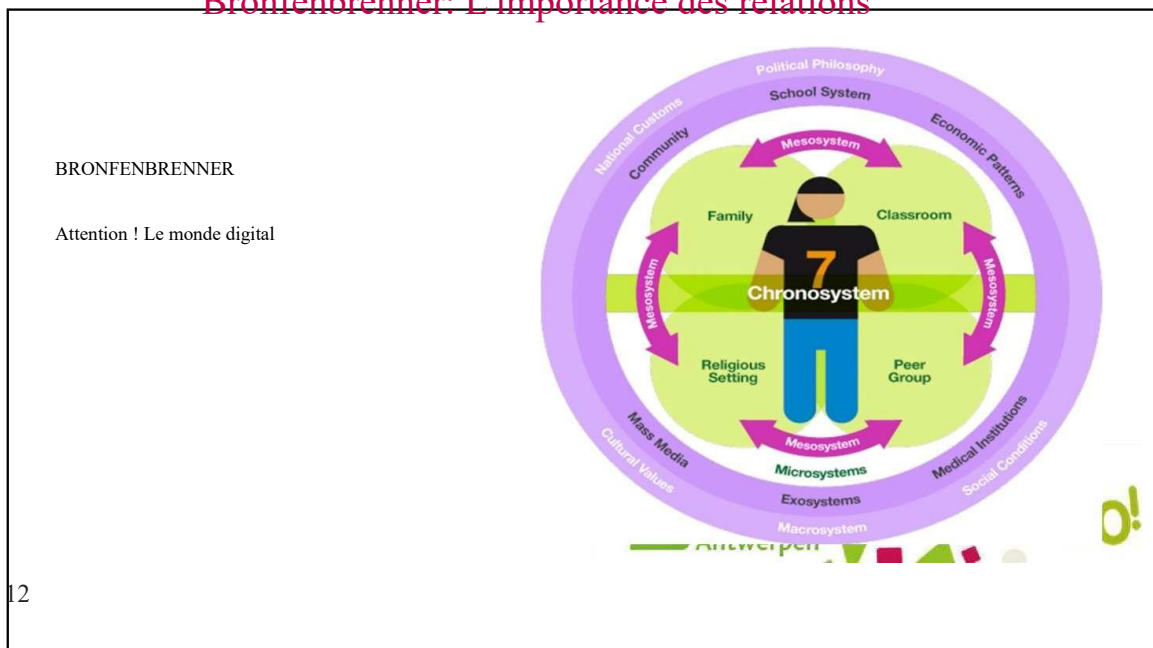 Bronfenbrenner: L'importance des relations
BRONFENBRENNER
Attention ! Le monde digital
Political Philosophy
School System
National Customs
Community
Economic Patterns
Mesosystem
Family
Classroom
7
Mesosystem
Chronosystem
Mesosystem
Religious
Setting
Peer
Group
Mesosystem
Mass Media
Medical Institutions
Cultural Values
Social Conditions
Microsystems
Exosystems
Macrosystem
Antwerpen
12